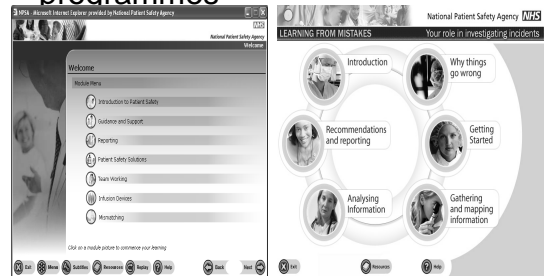 programmes
NPSA - Microsoft Internet Explorer provided by National Patient Safety Agency
NHS
National Patient Safety Agency
Welcome
Welcome
Module Menu
Introduction to Patient Safety
Guidance and Support
Reporting
Patient Safety Solutions
Team Working
Infusion Devices
Mismatching
Click on a module picture to commence your learning
Exit Menu Subtitles Resources Replay Help Back Next
National Patient Safety Agency NHS
LEARNING FROM MISTAKES Your role in investigating incidents
Introduction
Why things
go wrong
Recommendations
and reporting
Getting
Started
Analysing
Information
Gathering
and mapping
information
Exit Resources Help